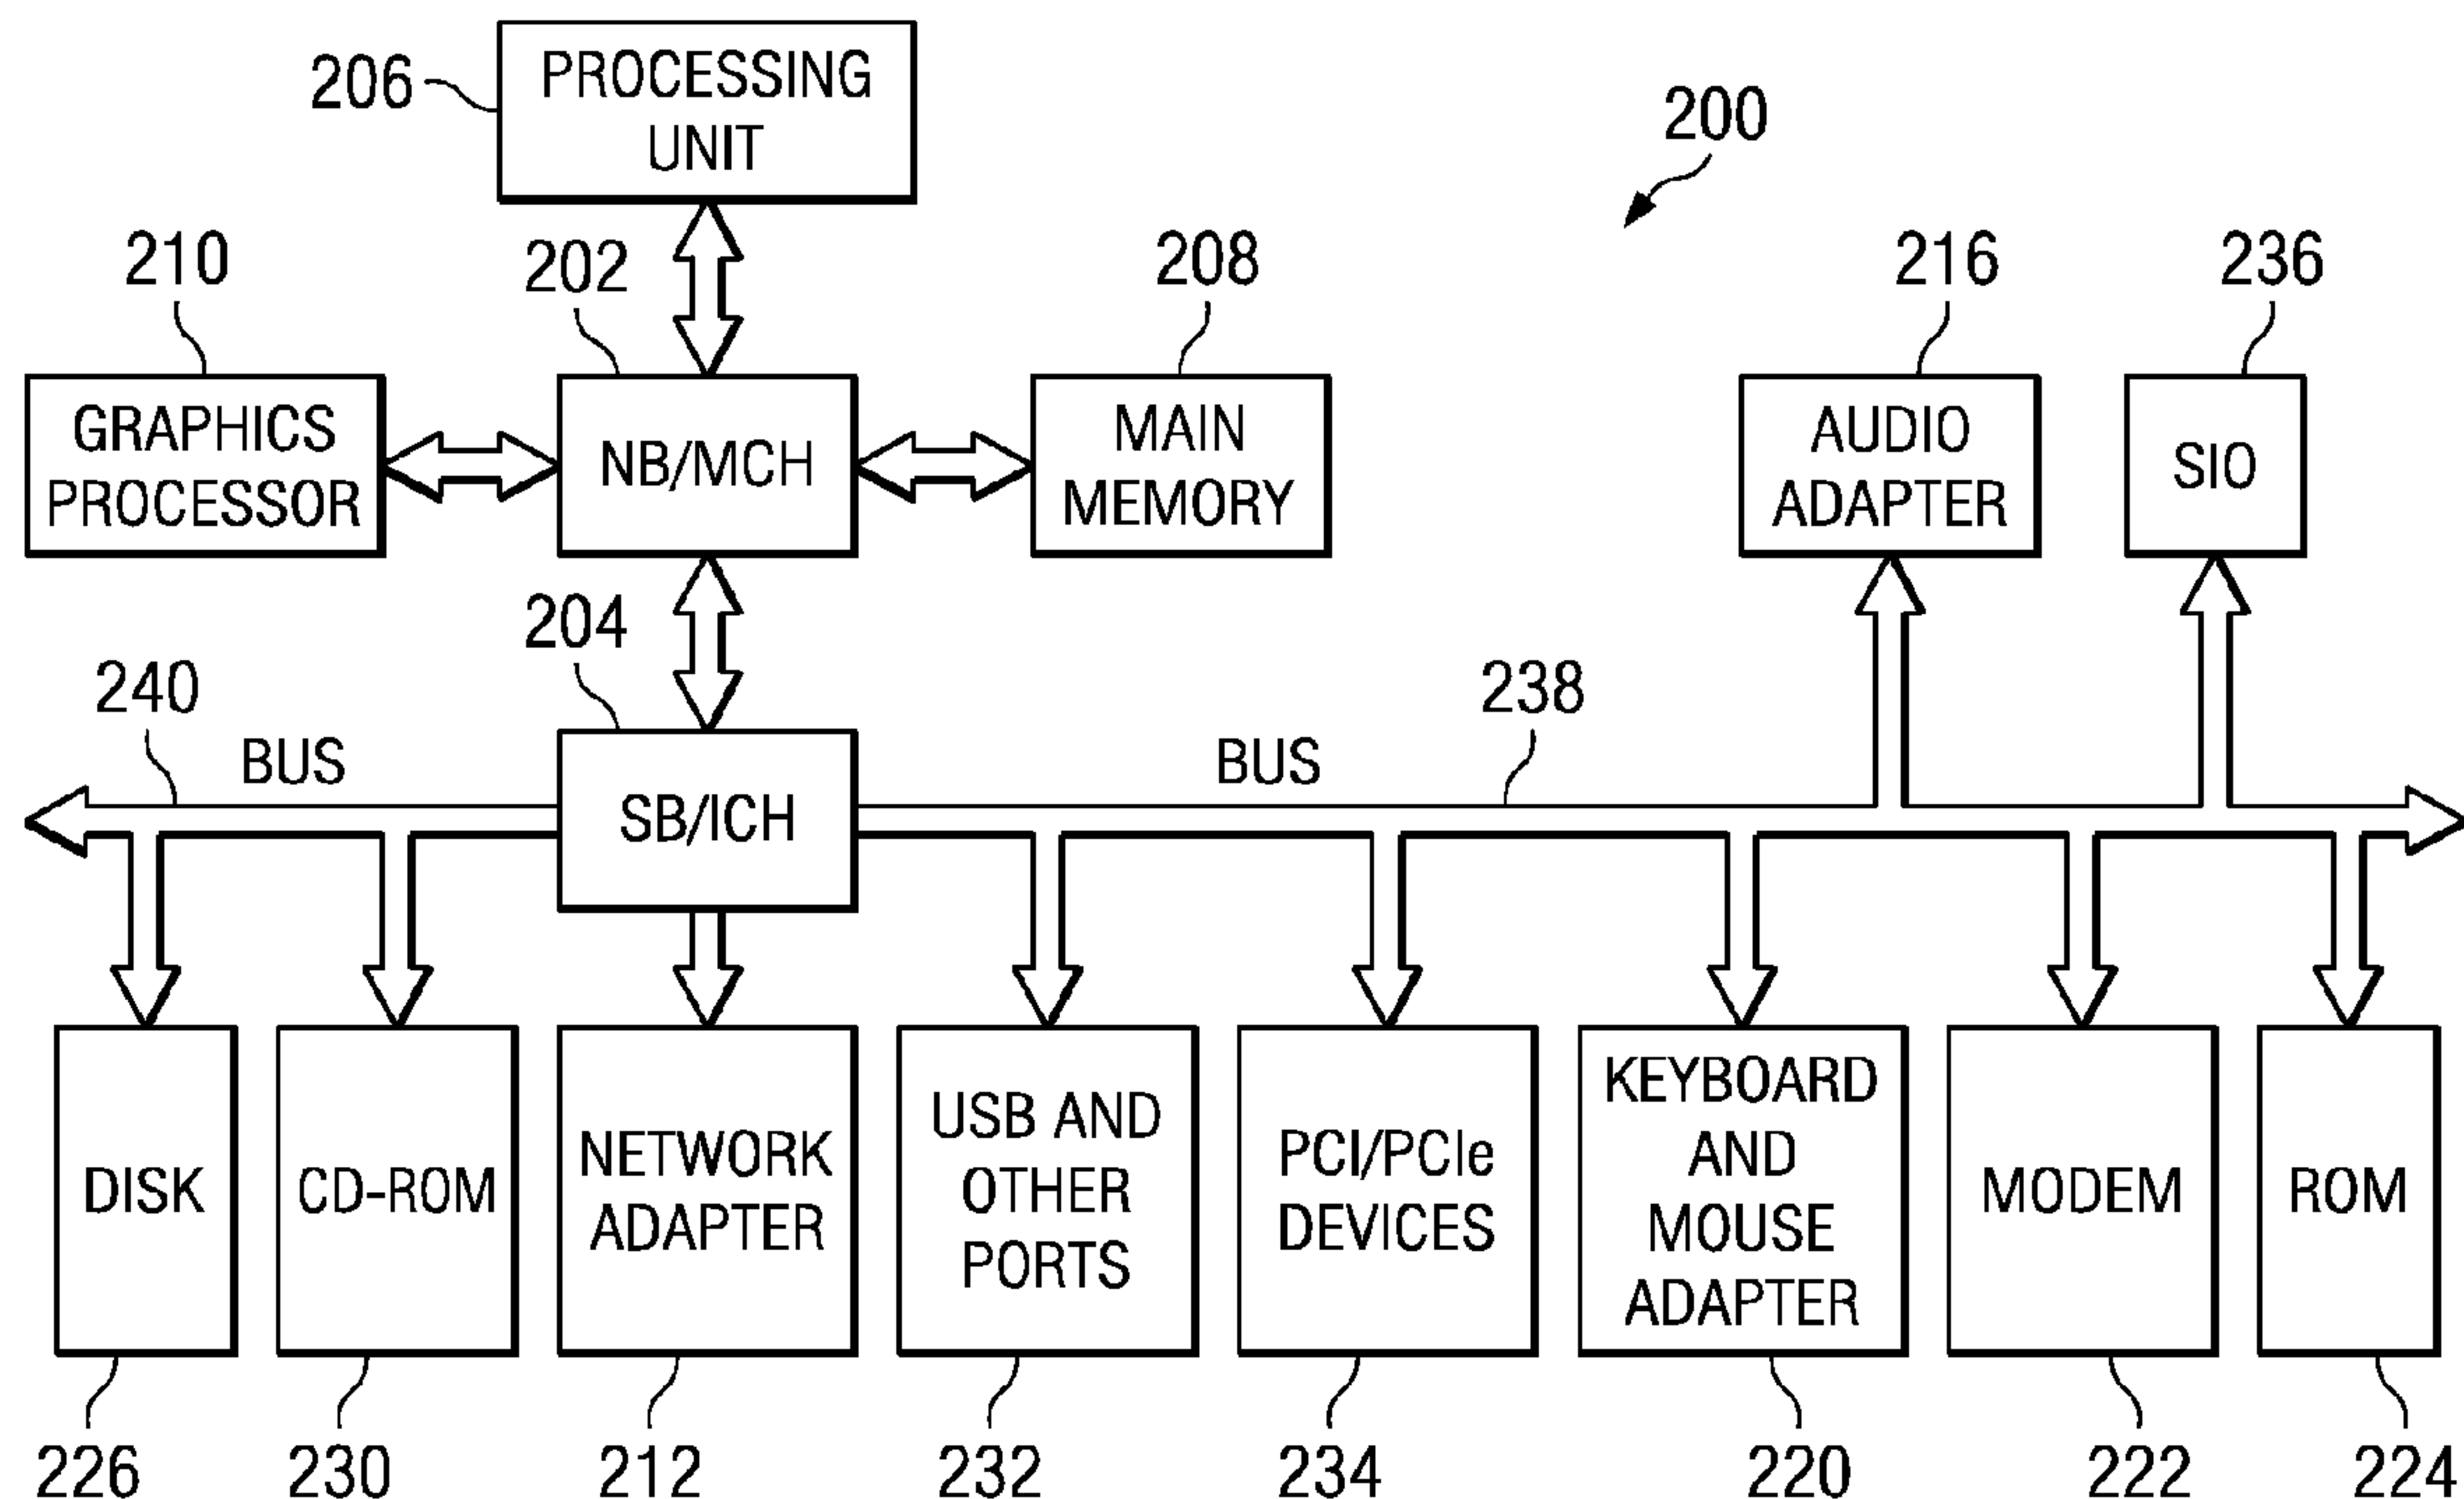 206
PROCESSING
UNIT
200
210
202
208
216
236
GRAPHICS
PROCESSOR
NB/MCH
MAIN
MEMORY
AUDIO
ADAPTER
SIO
204
240
BUS
238
BUS
SB/ICH
DISK
CD-ROM
NETWORK
ADAPTER
USB AND
OTHER
PORTS
PCI/PCIe
DEVICES
KEYBOARD
AND
MOUSE
ADAPTER
MODEM
ROM
226
230
212
232
234
220
222
224